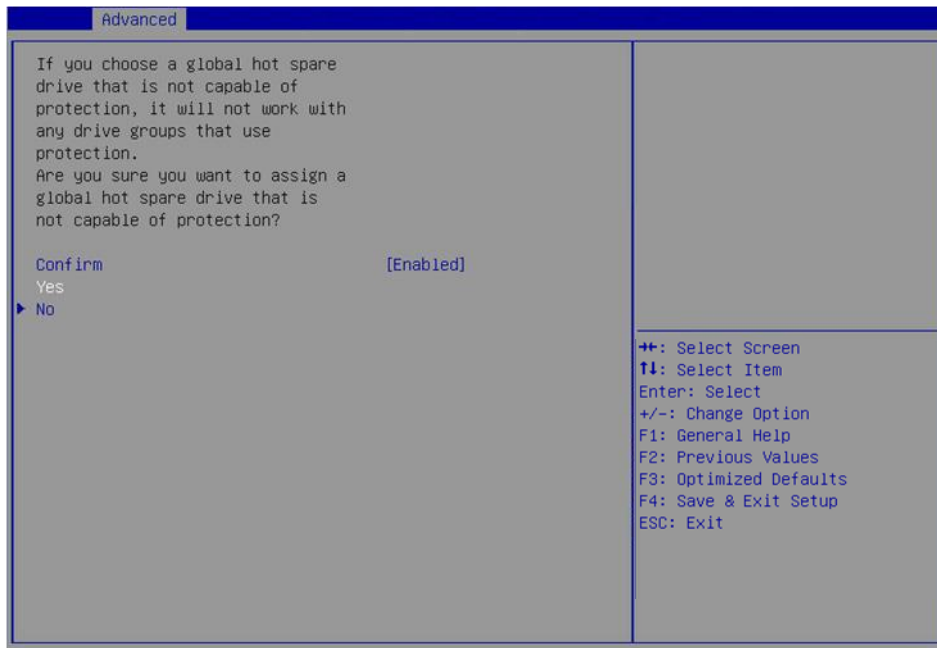 Advanced
If you choose a global hot spare
drive that is not capable of
protection, it will not work with
any drive groups that use
protection.
Are you sure you want to assign a
global hot spare drive that is
not capable of protection?
Confirm [Enabled]
Yes
No
→←: Select Screen
↑↓: Select Item
Enter: Select
+/-: Change Option
F1: General Help
F2: Previous Values
F3: Optimized Defaults
F4: Save & Exit Setup
ESC: Exit